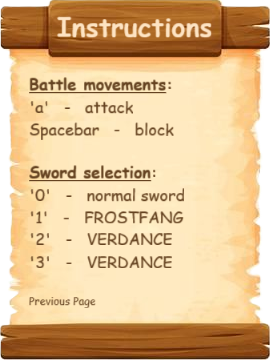 Instructions
Battle movements:
'a' - attack
Spacebar - block
Sword selection:
'0' - normal sword
'1' - FROSTFANG
'2' - VERDANCE
'3' - VERDANCE
Previous Page